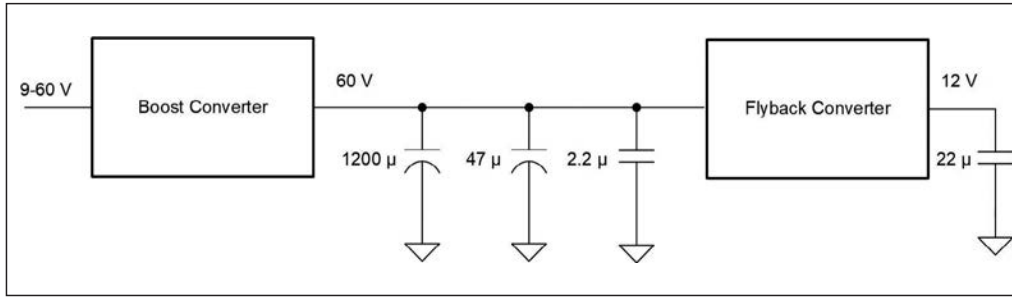 9-60 V
Boost Converter
60 V
1200 µ
47 µ
2.2 µ
Flyback Converter
12 V
22 µ